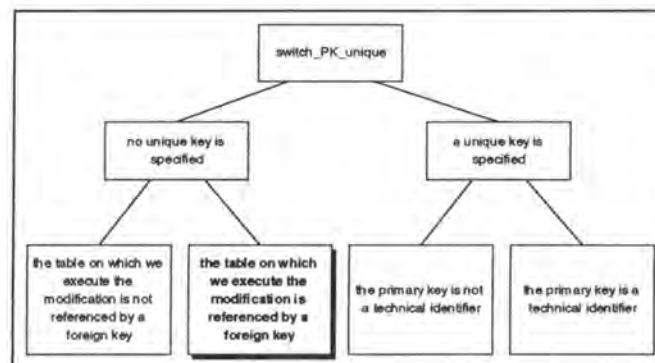 switch_PK_unique
no unique key is
specified
a unique key is
specified
the table on which we
execute the
modification is not
referenced by a
foreign key
the table on which
we execute the
modification is
referenced by a
foreign key
the primary key is not
a technical identifier
the primary key is a
technical identifier